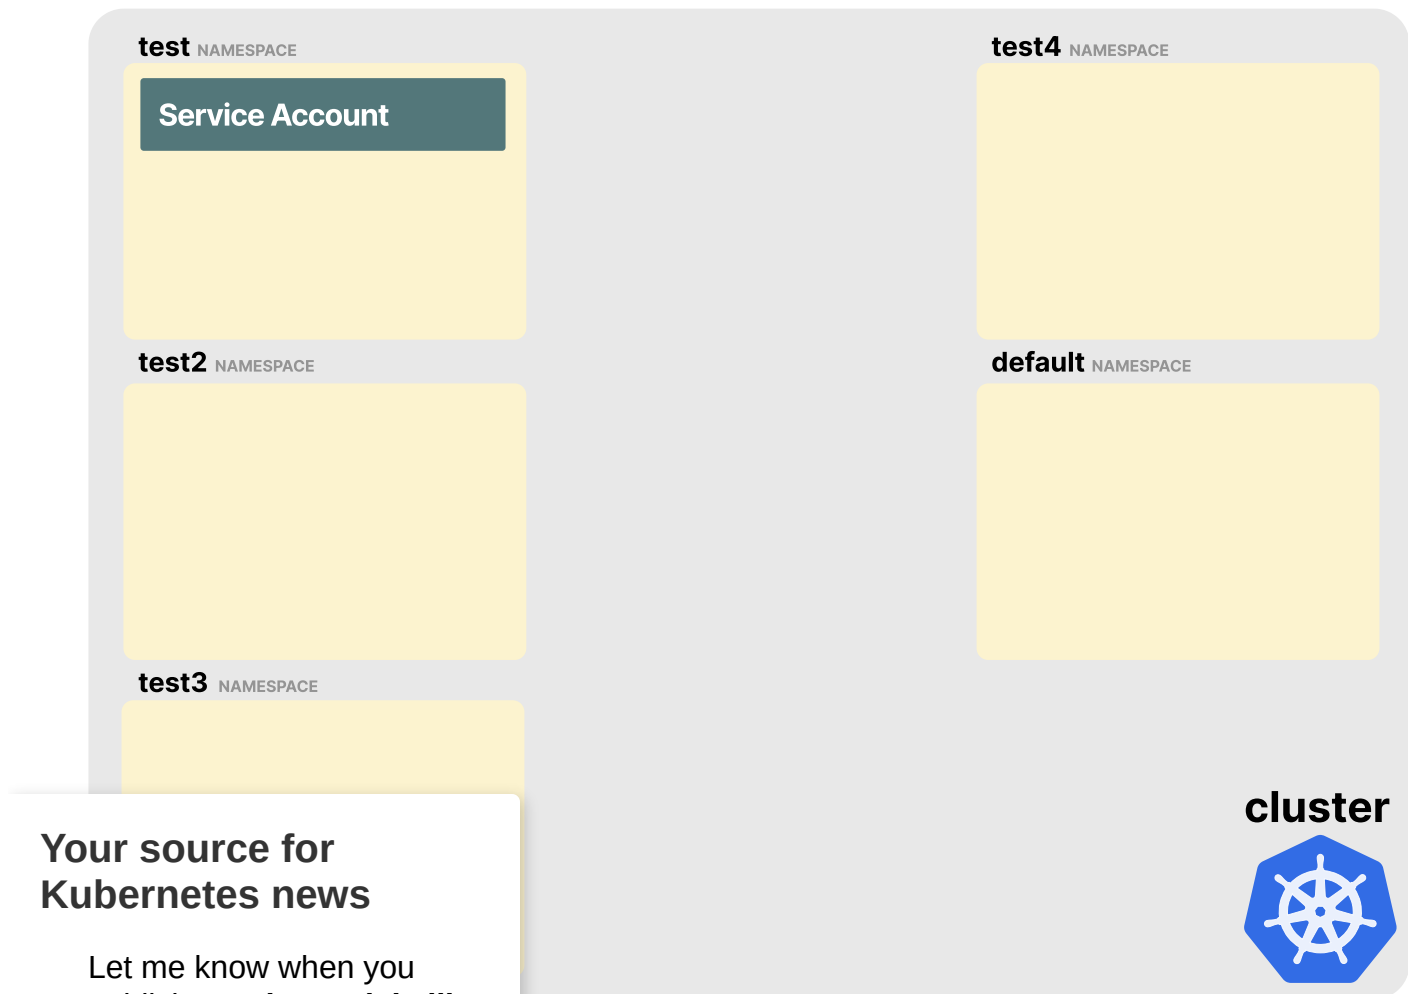 test NAMESPACE
Service Account
test4 NAMESPACE
test2 NAMESPACE
default NAMESPACE
test3 NAMESPACE
cluster
Your source for
Kubernetes news
Let me know when you